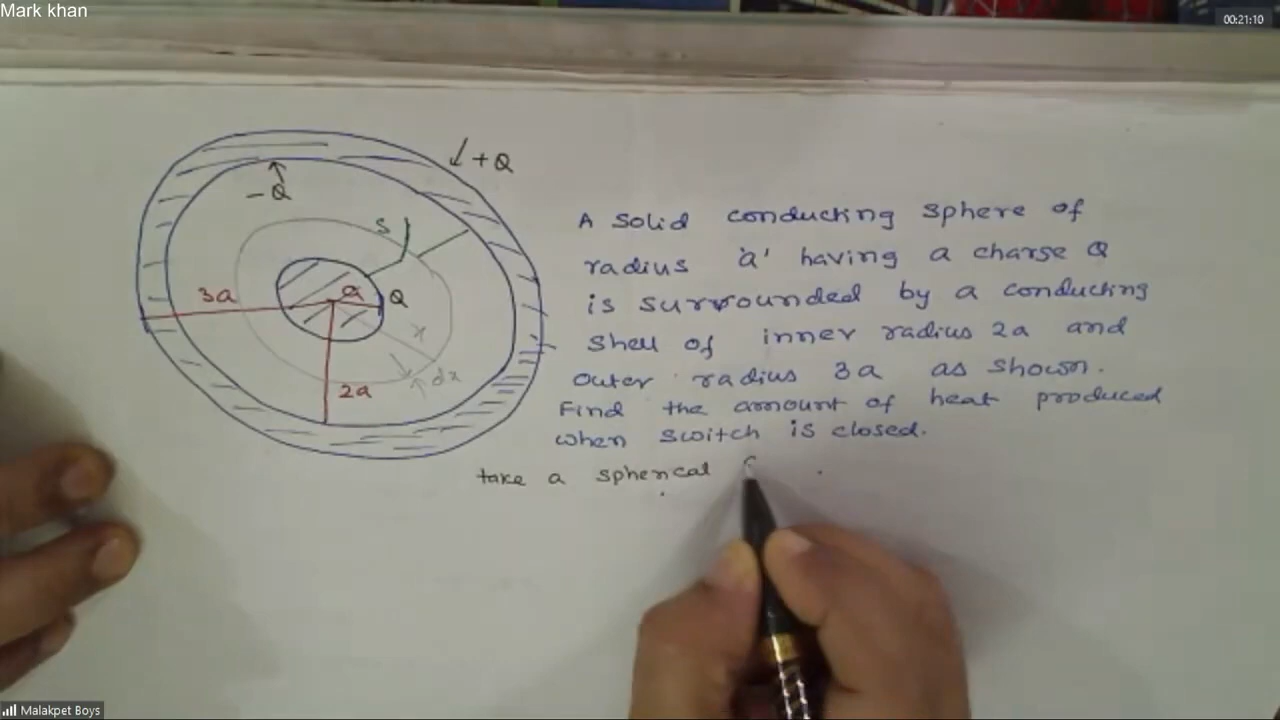 Mark khan
00:21:10
+Q
-Q
S
3a
a
Q
x
dx
2a
A Solid conducting sphere of
radius 'a' having a charge Q
is surrounded by a conducting
shell of inner radius 2a and
outer radius 3a as shown.
Find the amount of heat produced
when switch is closed.
take a spherical
Malakpet Boys